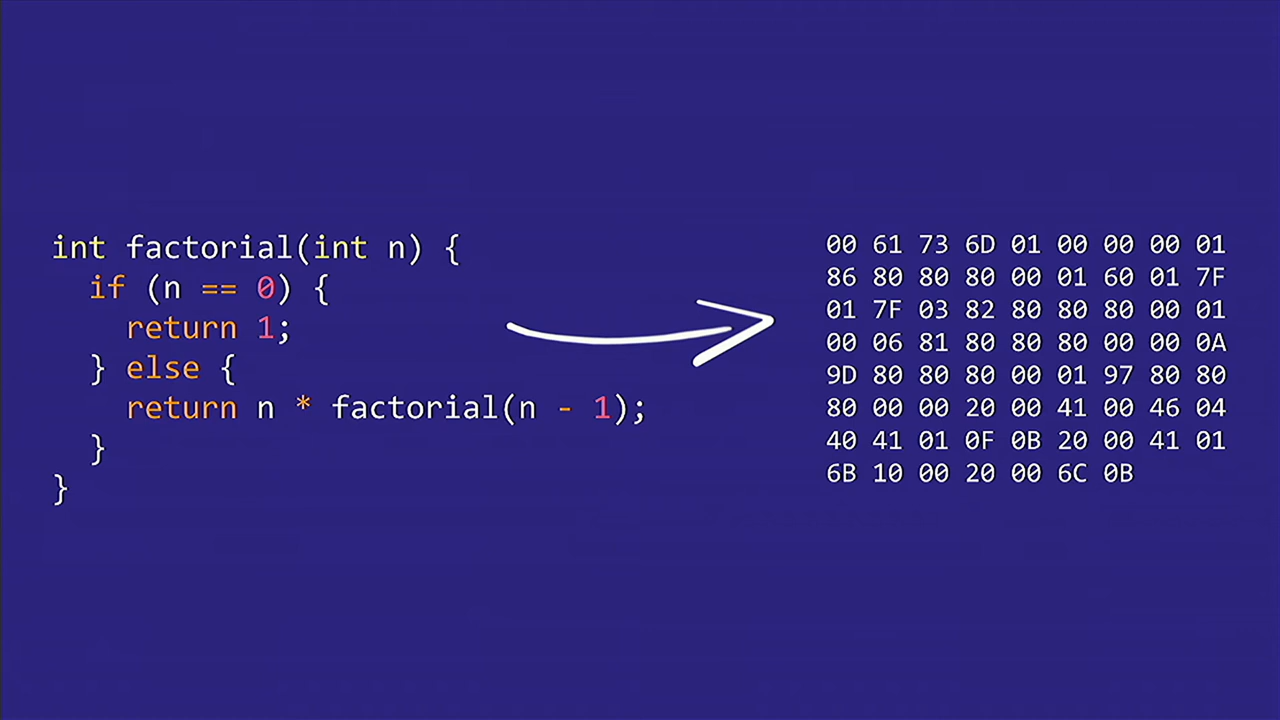 int factorial(int n) {
  if (n == 0) {
    return 1;
  } else {
    return n * factorial(n - 1);
  }
}
00 61 73 6D 01 00 00 00 01
86 80 80 80 00 01 60 01 7F
01 7F 03 82 80 80 80 00 01
00 06 81 80 80 80 00 00 0A
9D 80 80 80 00 01 97 80 80
80 00 00 20 00 41 00 46 04
40 41 01 0F 0B 20 00 41 01
6B 10 00 20 00 6C 0B